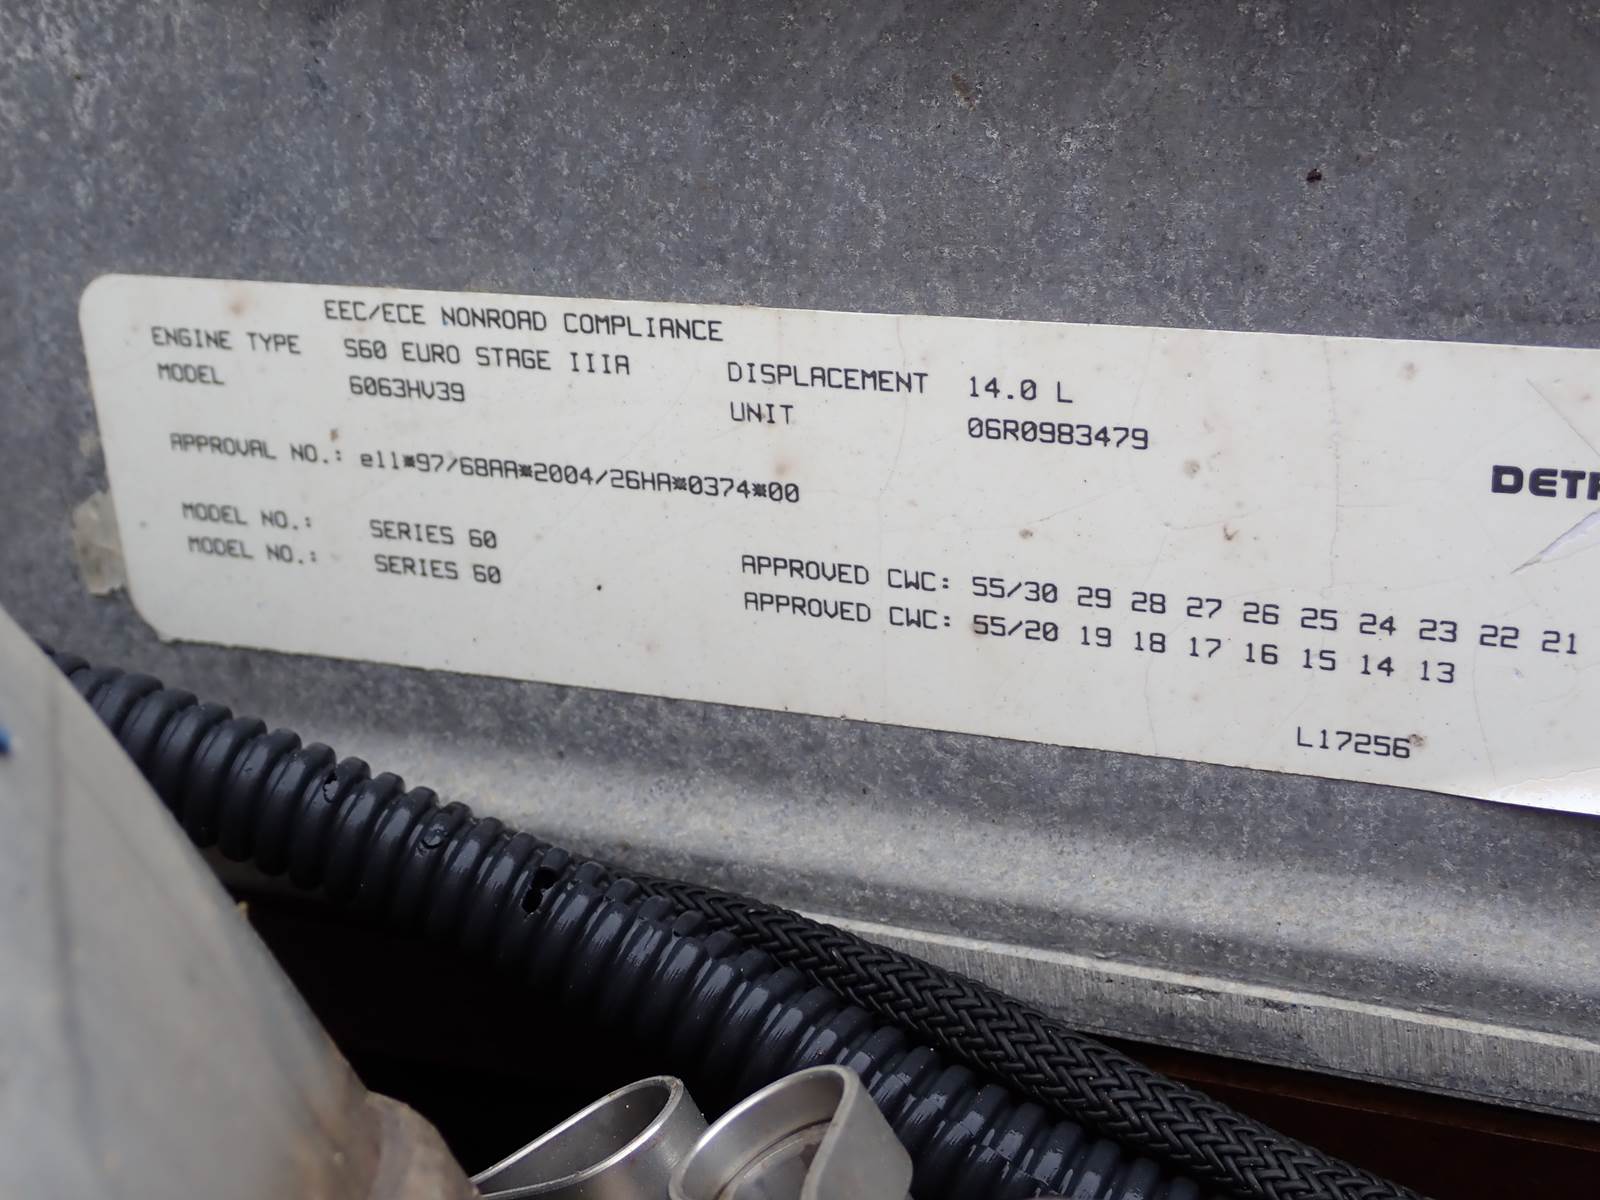 EEC/ECE NONROAD COMPLIANCE
ENGINE TYPE S60 EURO STAGE IIIA DISPLACEMENT 14.0 L
MODEL 6063HV39 UNIT 06R0983479
DETR
APPROVAL NO.: e11*97/68AA*2004/26HA*0374*00
MODEL NO.: SERIES 60 APPROVED CWC: 55/30 29 28 27 26 25 24 23 22 21
MODEL NO.: SERIES 60 APPROVED CWC: 55/20 19 18 17 16 15 14 13
L17256